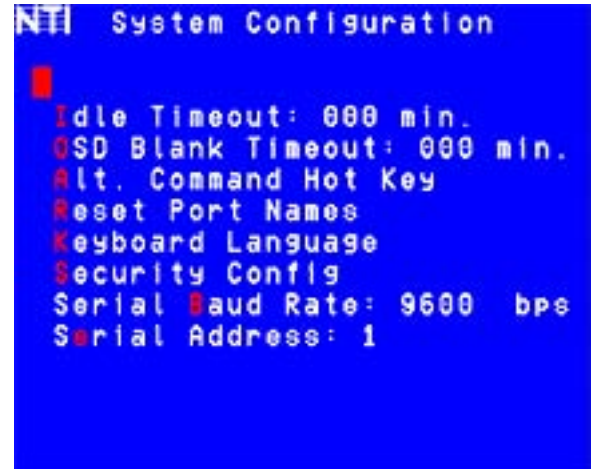 NTI System Configuration
Idle Timeout: 000 min.
OSD Blank Timeout: 000 min.
Alt. Command Hot Key
Reset Port Names
Keyboard Language
Security Config
Serial Baud Rate: 9600 bps
Serial Address: 1